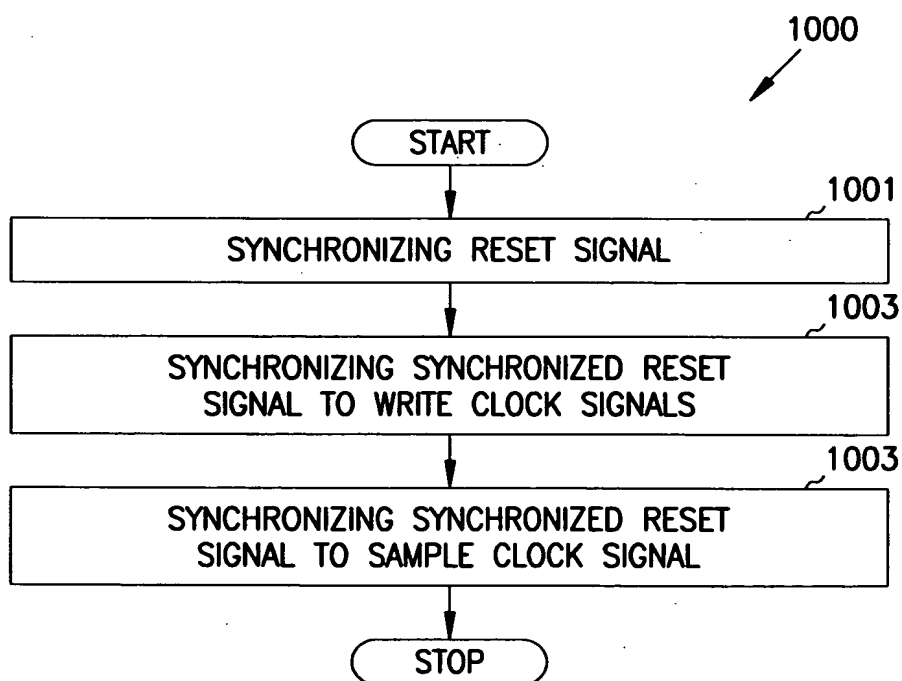 1000
START
1001
SYNCHRONIZING RESET SIGNAL
1003
SYNCHRONIZING SYNCHRONIZED RESET
SIGNAL TO WRITE CLOCK SIGNALS
1003
SYNCHRONIZING SYNCHRONIZED RESET
SIGNAL TO SAMPLE CLOCK SIGNAL
STOP